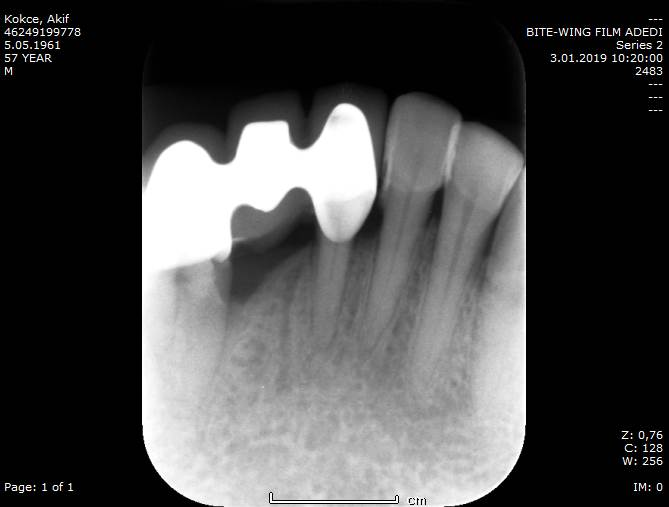 Kokce, Akif
46249199778
5.05.1961
57 YEAR
M
---
BITE-WING FILM ADEDI
Series 2
3.01.2019 10:20:00
2483
---
---
---
cm
Z: 0,76
C: 128
W: 256
Page: 1 of 1
IM: 0